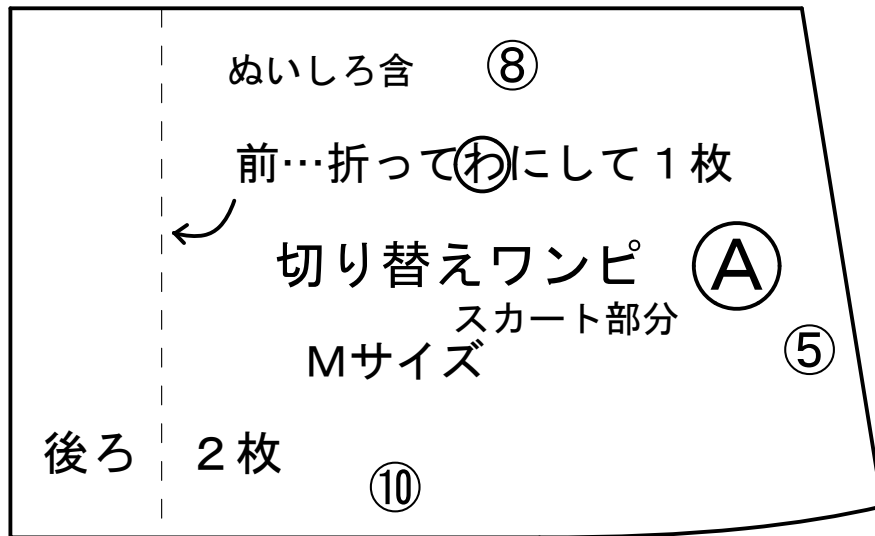 ぬいしろ含 ⑧
前…折ってわにして1枚
切り替えワンピ Ⓐ
スカート部分
Mサイズ
⑤
後ろ 2枚
⑩